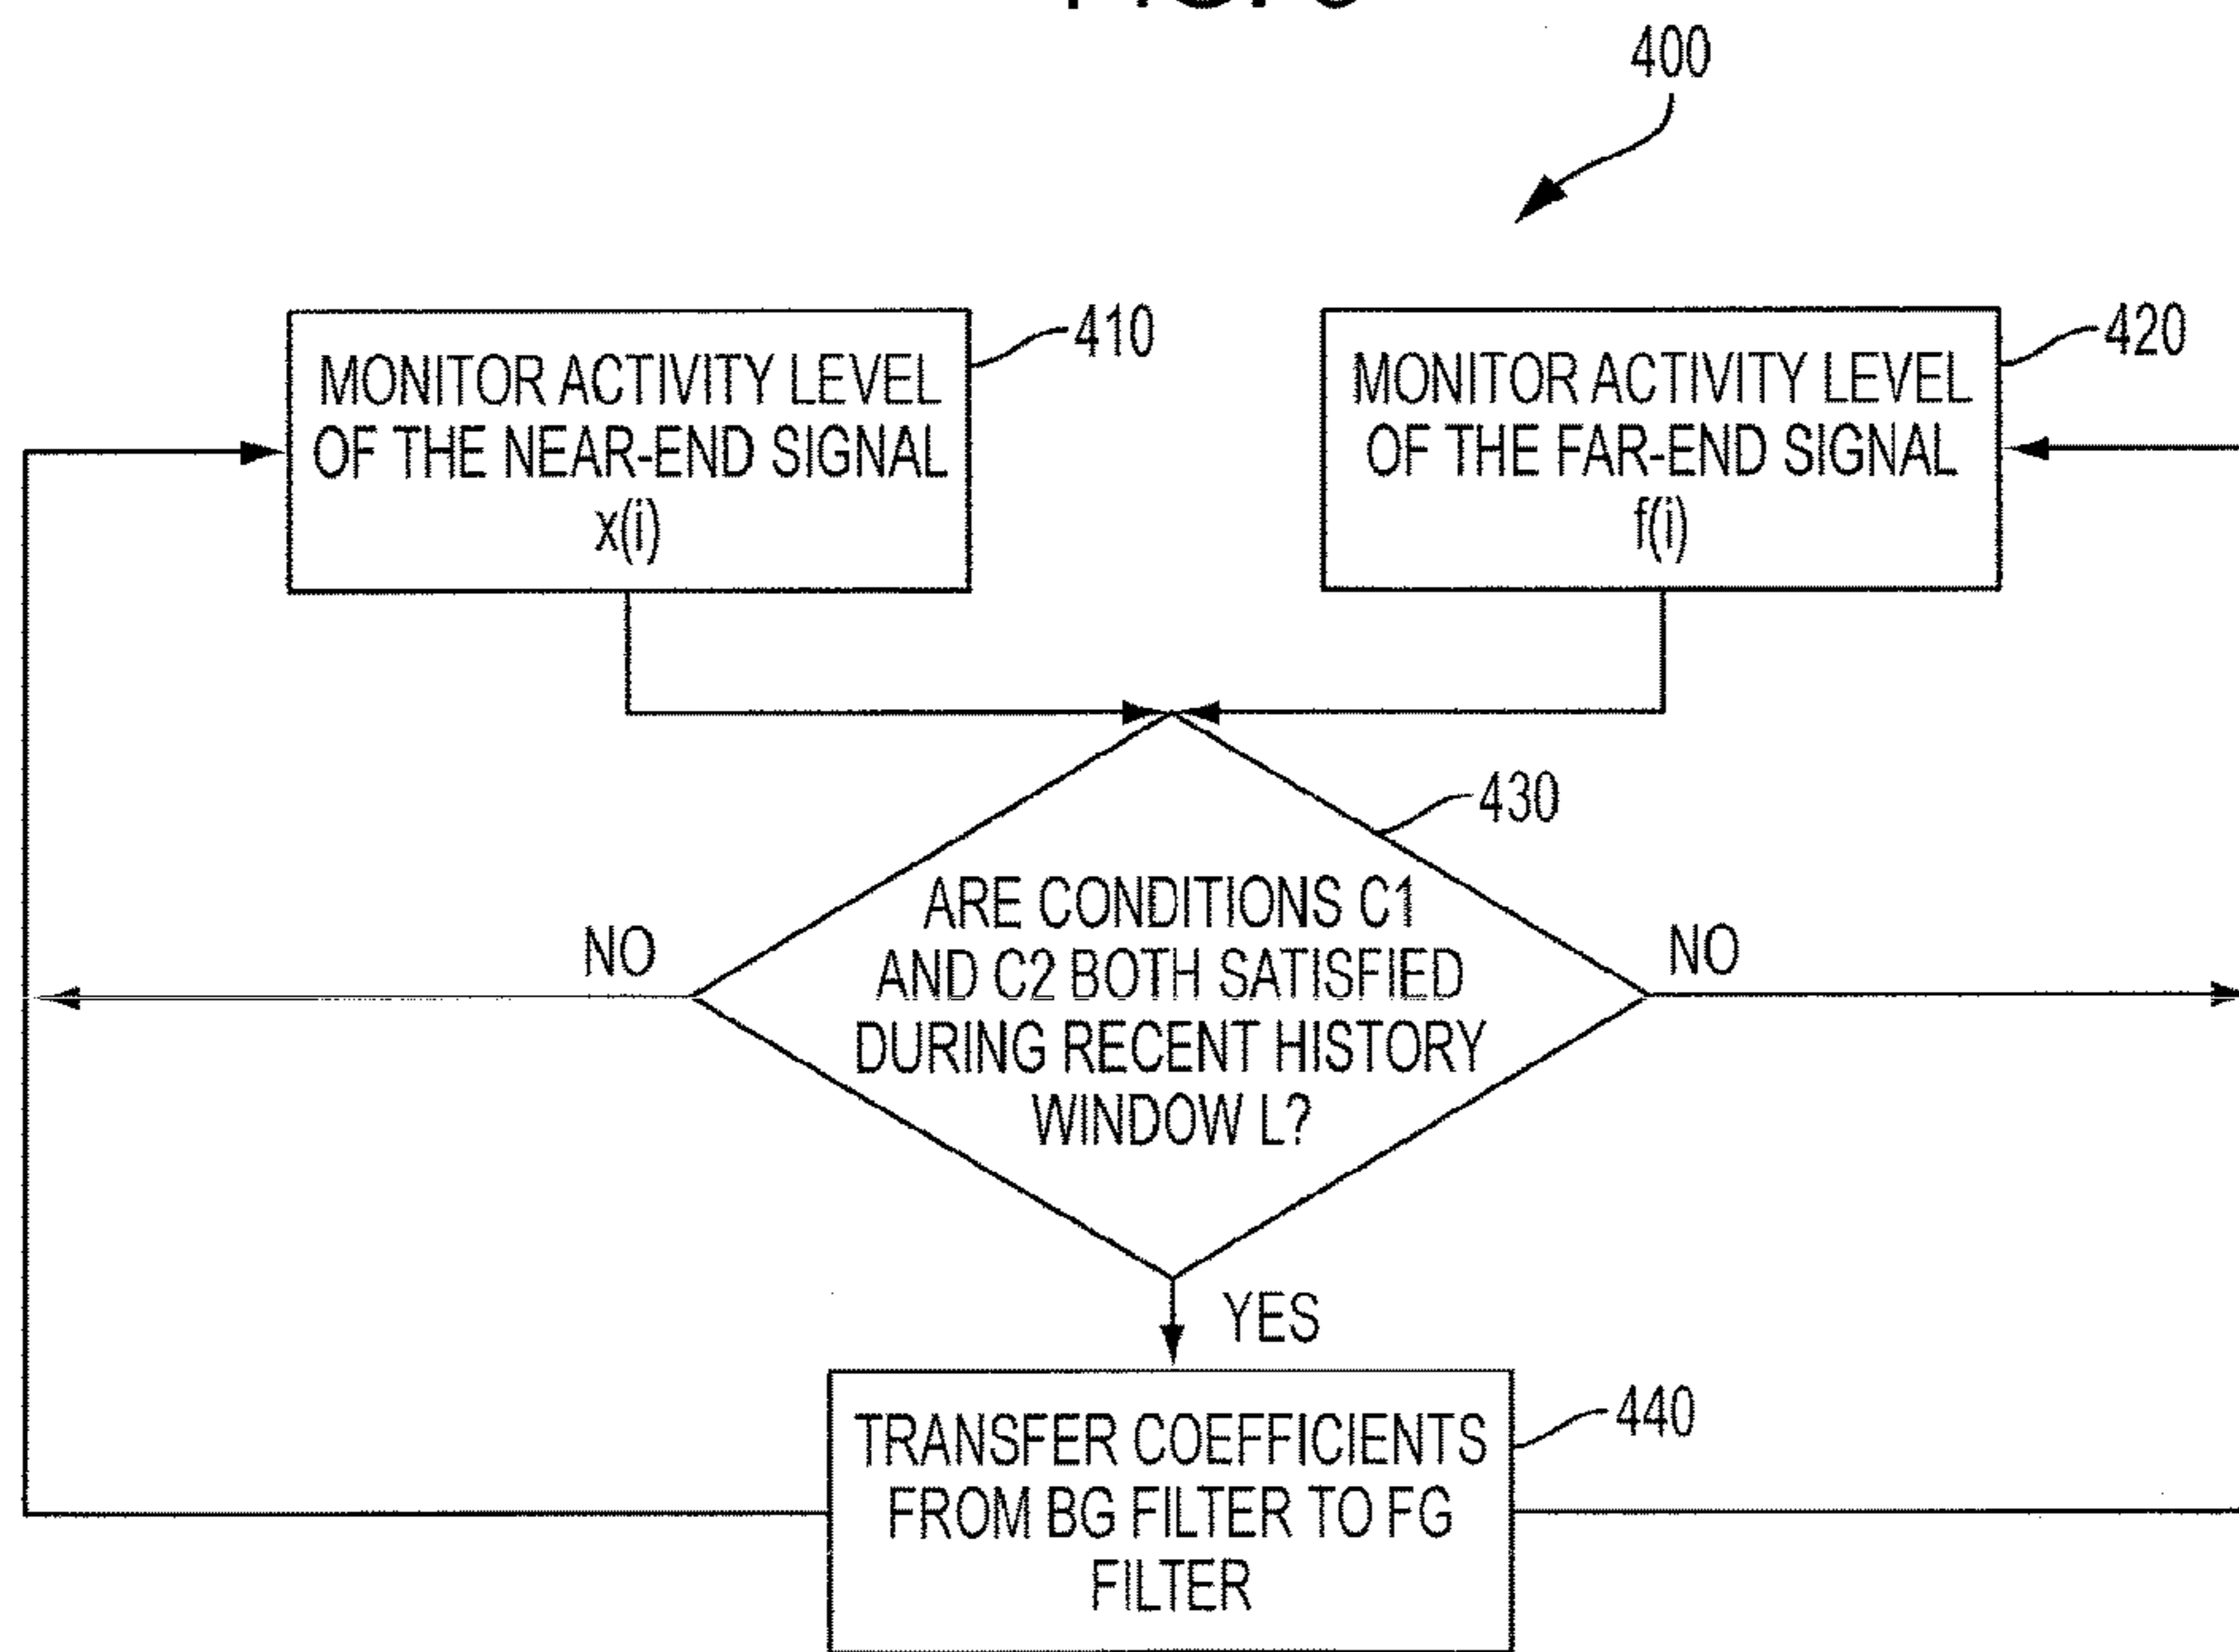 400
MONITOR ACTIVITY LEVEL
OF THE NEAR-END SIGNAL
x(i)
410
MONITOR ACTIVITY LEVEL
OF THE FAR-END SIGNAL
f(i)
420
430
ARE CONDITIONS C1
AND C2 BOTH SATISFIED
DURING RECENT HISTORY
WINDOW L?
NO
NO
YES
TRANSFER COEFFICIENTS
FROM BG FILTER TO FG
FILTER
440